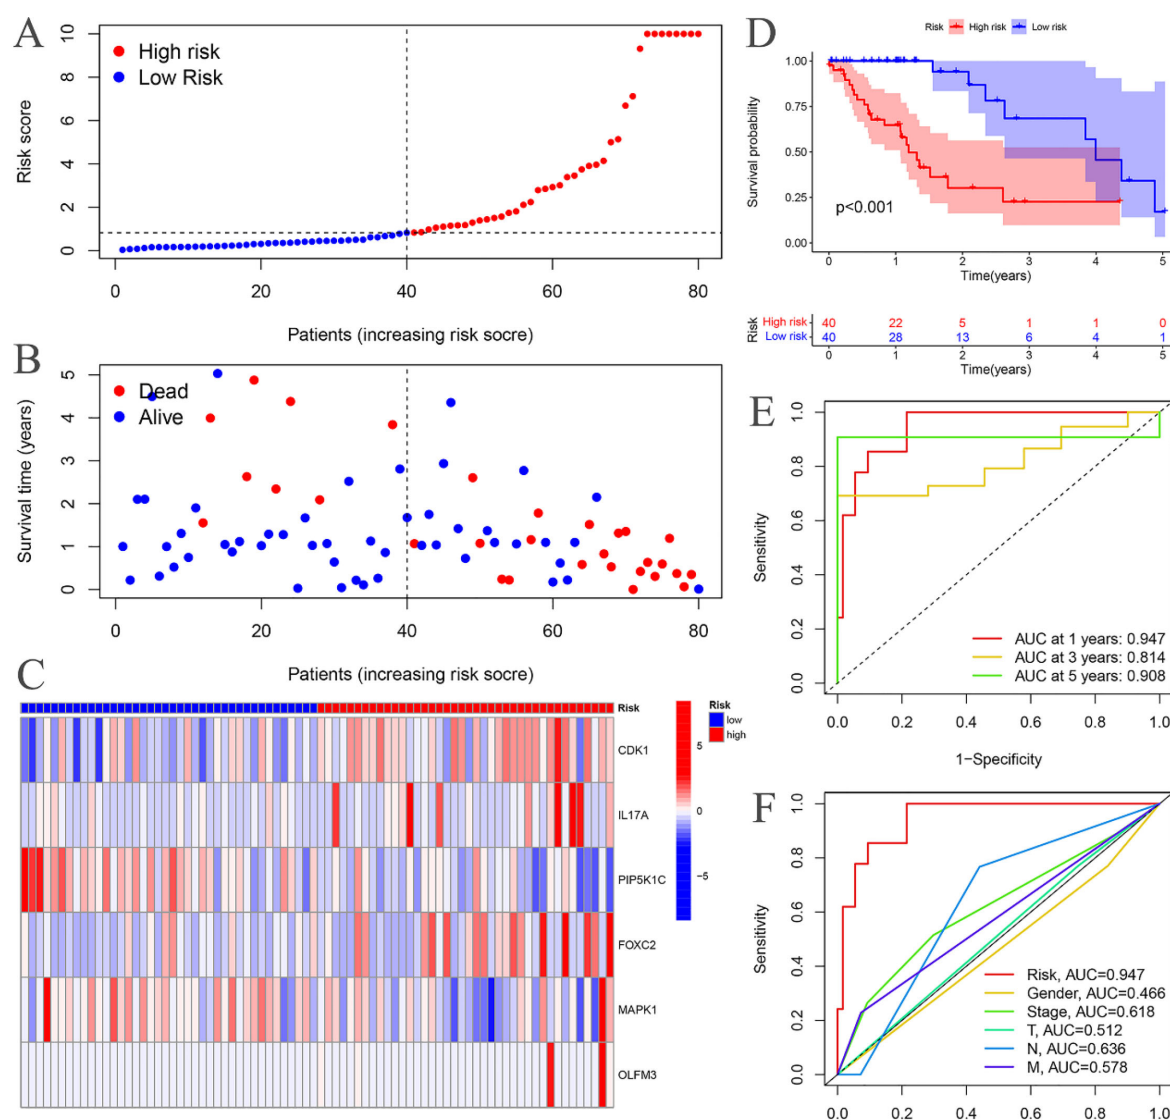 A
High risk
Low Risk
Risk score
10
8
6
4
2
0
0 20 40 60 80
Patients (increasing risk socre)
B
Dead
Alive
Survival time (years)
5
4
3
2
1
0
0 20 40 60 80
Patients (increasing risk socre)
C
Risk
CDK1
IL17A
PIP5K1C
FOXC2
MAPK1
OLFM3
5
0
−5
Risk
low
high
D
Risk High risk Low risk
Survival probability
1.00
0.75
0.50
0.25
0.00
p<0.001
0 1 2 3 4 5
Time(years)
Risk
High risk 40 22 5 1 1 0
Low risk 40 28 13 6 4 1
0 1 2 3 4 5
Time(years)
E
Sensitivity
1.0
0.8
0.6
0.4
0.2
0.0
AUC at 1 years: 0.947
AUC at 3 years: 0.814
AUC at 5 years: 0.908
0.0 0.2 0.4 0.6 0.8 1.0
1−Specificity
F
Sensitivity
1.0
0.8
0.6
0.4
0.2
0.0
Risk, AUC=0.947
Gender, AUC=0.466
Stage, AUC=0.618
T, AUC=0.512
N, AUC=0.636
M, AUC=0.578
0.0 0.2 0.4 0.6 0.8 1.0